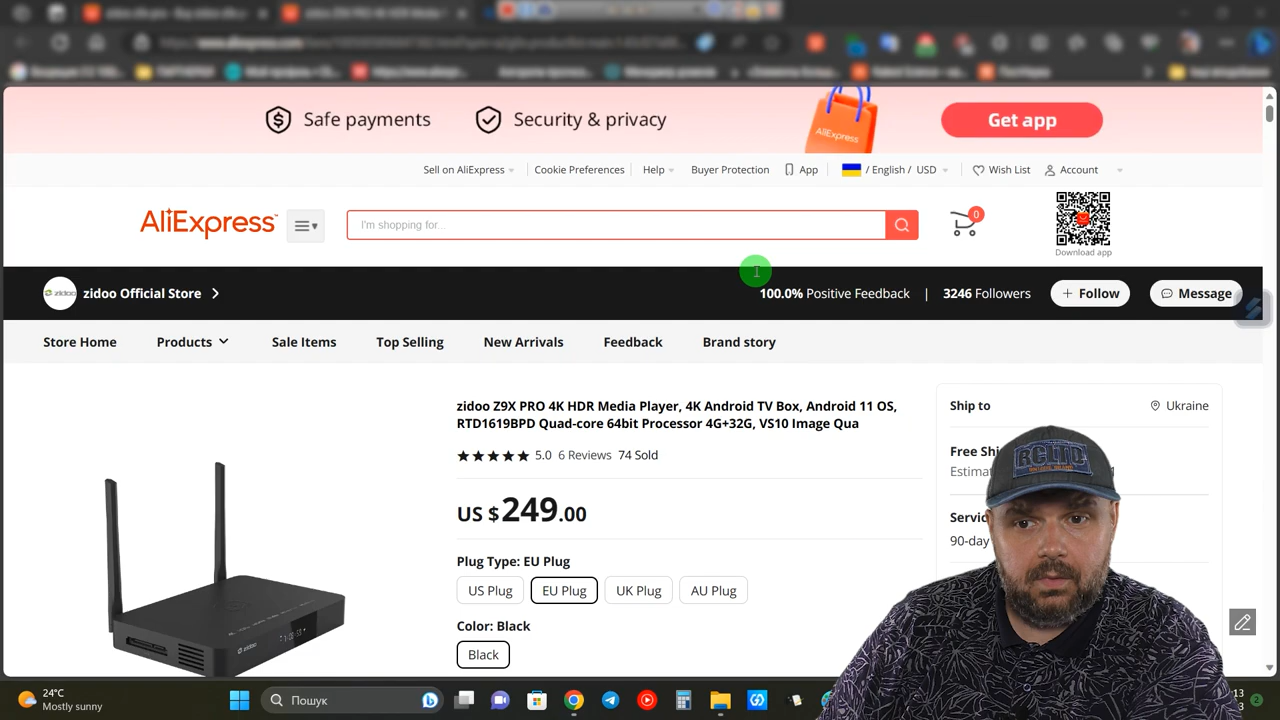 Safe payments
Security & privacy
AliExpress
Get app
Sell on AliExpress
Cookie Preferences
Help
Buyer Protection
App
/ English / USD
Wish List
Account
AliExpress
I'm shopping for...
0
Download app
zidoo
zidoo Official Store
100.0% Positive Feedback | 3246 Followers
+ Follow
Message
Store Home
Products
Sale Items
Top Selling
New Arrivals
Feedback
Brand story
zidoo Z9X PRO 4K HDR Media Player, 4K Android TV Box, Android 11 OS,
RTD1619BPD Quad-core 64bit Processor 4G+32G, VS10 Image Qua
5.0 6 Reviews 74 Sold
US $249.00
Plug Type: EU Plug
US Plug
EU Plug
UK Plug
AU Plug
Color: Black
Black
Ship to
Ukraine
Free Shi
Estimat
Servic
90-day
RCLTD
zidoo
24°C
Mostly sunny
Пошук
2